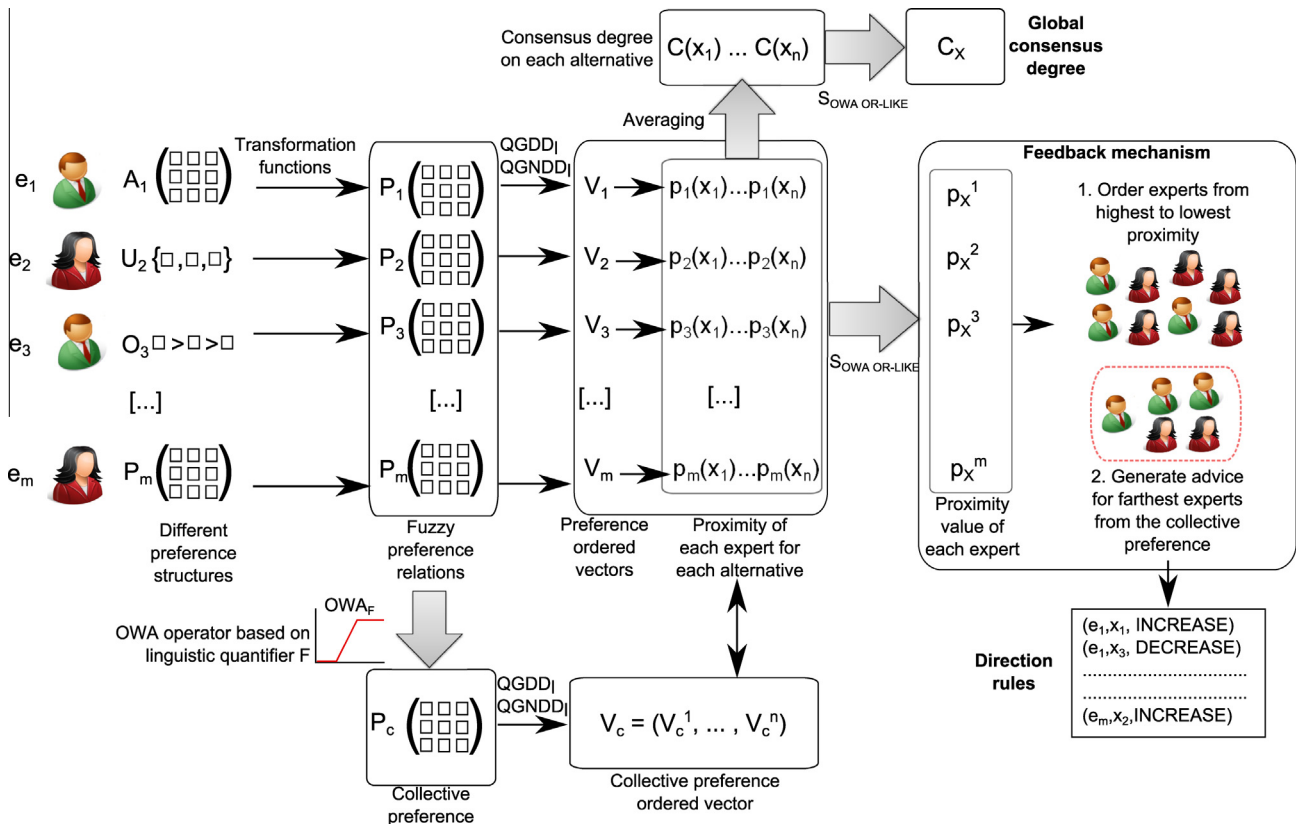 Consensus degree
on each alternative
C(x1) ... C(xn)
SOWA OR-LIKE
CX
Global
consensus
degree
Averaging
e1
A1
Transformation
functions
P1
QGDDI
QGNDDI
V1
p1(x1)...p1(xn)
e2
U2 {□,□,□}
P2
V2
p2(x1)...p2(xn)
e3
O3 □>□>□
P3
V3
p3(x1)...p3(xn)
[...]
[...]
[...]
[...]
em
Pm
Pm
Vm
pm(x1)...pm(xn)
Different
preference
structures
Fuzzy
preference
relations
Preference
ordered
vectors
Proximity of
each expert for
each alternative
SOWA OR-LIKE
Feedback mechanism
pX1
pX2
pX3
pXm
Proximity
value of
each expert
1. Order experts from
highest to lowest
proximity
2. Generate advice
for farthest experts
from the collective
preference
OWA operator based on
linguistic quantifier F
OWAF
Pc
QGDDI
QGNDDI
Vc = (Vc1, ... , Vcn)
Collective
preference
Collective preference
ordered vector
Direction
rules
(e1,x1, INCREASE)
(e1,x3, DECREASE)
................................
................................
(em,x2,INCREASE)